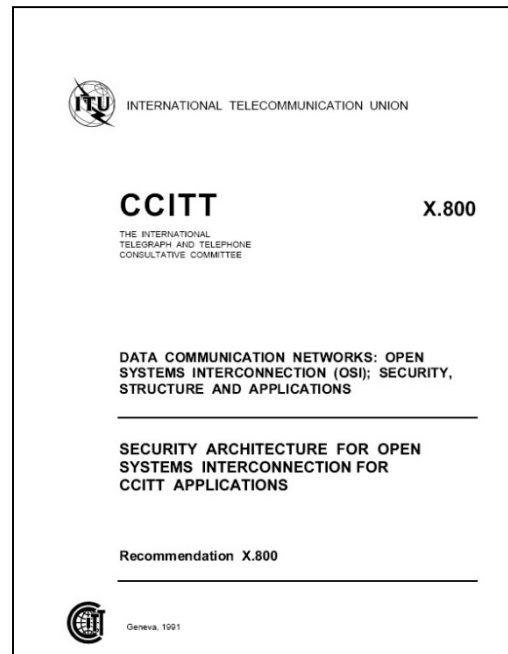 ITU
INTERNATIONAL TELECOMMUNICATION UNION
CCITT
X.800
THE INTERNATIONAL
TELEGRAPH AND TELEPHONE
CONSULTATIVE COMMITTEE
DATA COMMUNICATION NETWORKS: OPEN
SYSTEMS INTERCONNECTION (OSI); SECURITY,
STRUCTURE AND APPLICATIONS
SECURITY ARCHITECTURE FOR OPEN
SYSTEMS INTERCONNECTION FOR
CCITT APPLICATIONS
Recommendation X.800
Geneva, 1991